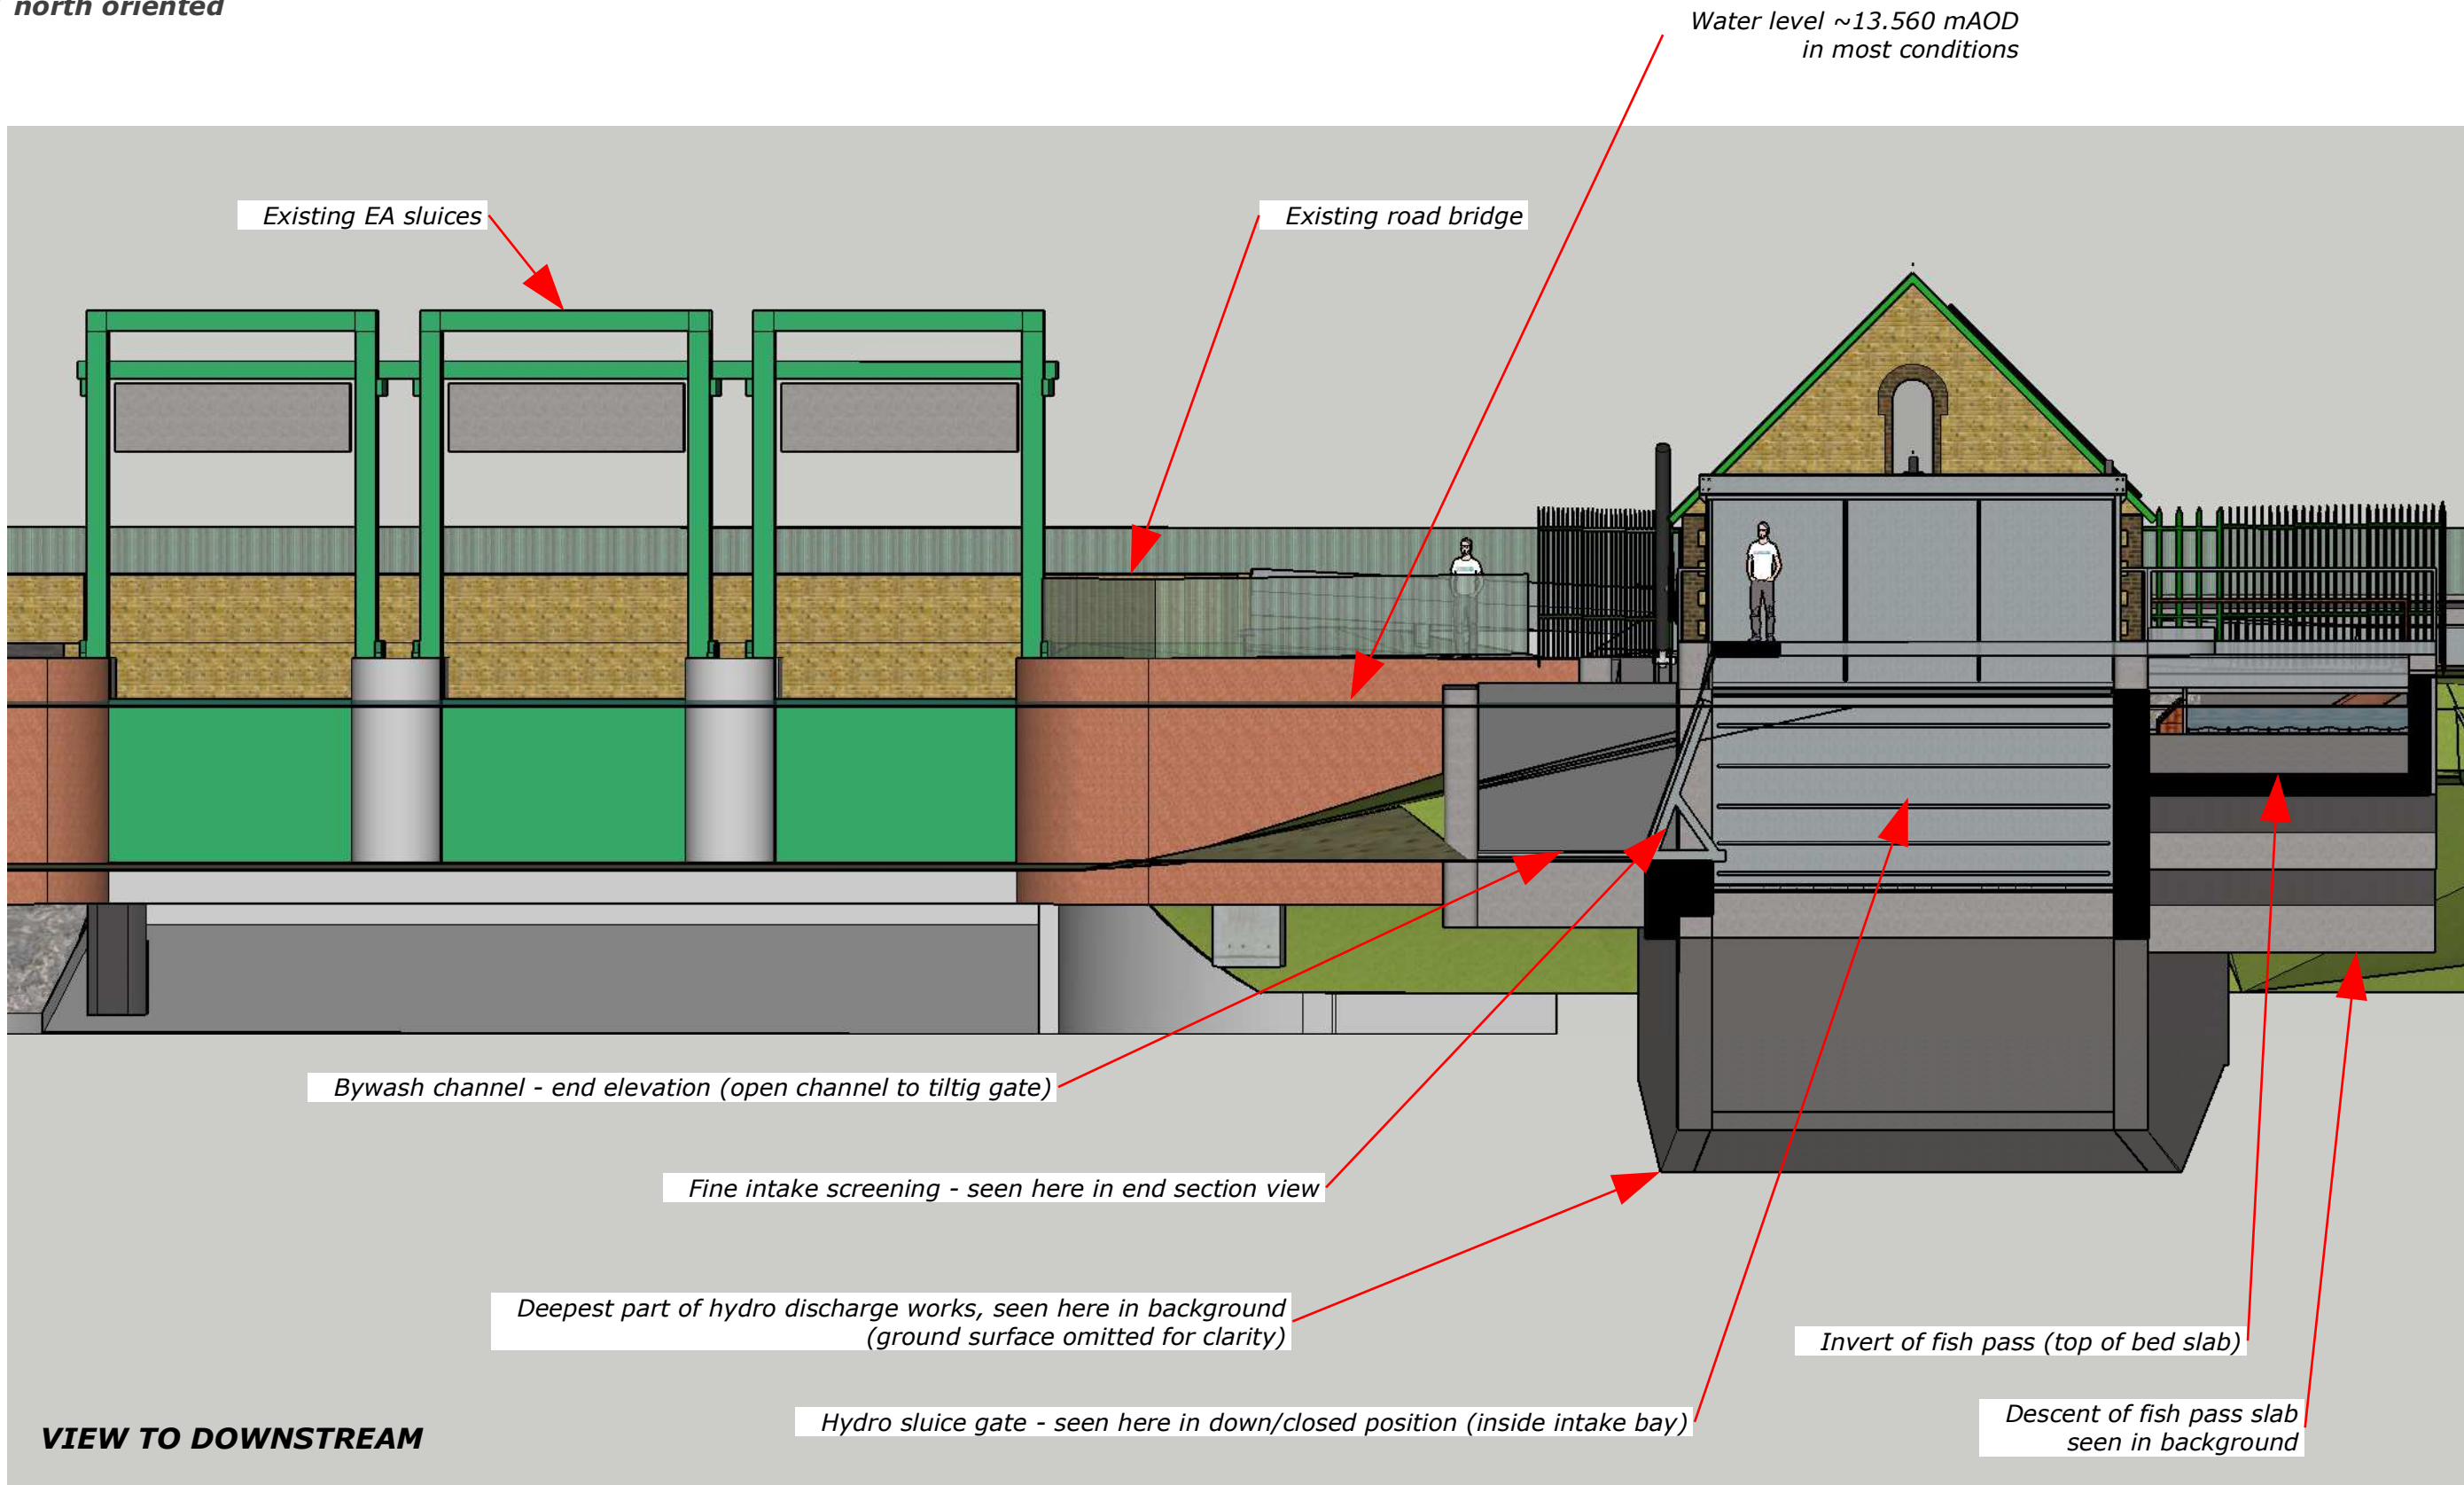 north oriented
Water level ~13.560 mAOD
in most conditions
Existing EA sluices
Existing road bridge
Bywash channel - end elevation (open channel to tiltig gate)
Fine intake screening - seen here in end section view
Deepest part of hydro discharge works, seen here in background
(ground surface omitted for clarity)
Invert of fish pass (top of bed slab)
Hydro sluice gate - seen here in down/closed position (inside intake bay)
Descent of fish pass slab
seen in background
VIEW TO DOWNSTREAM